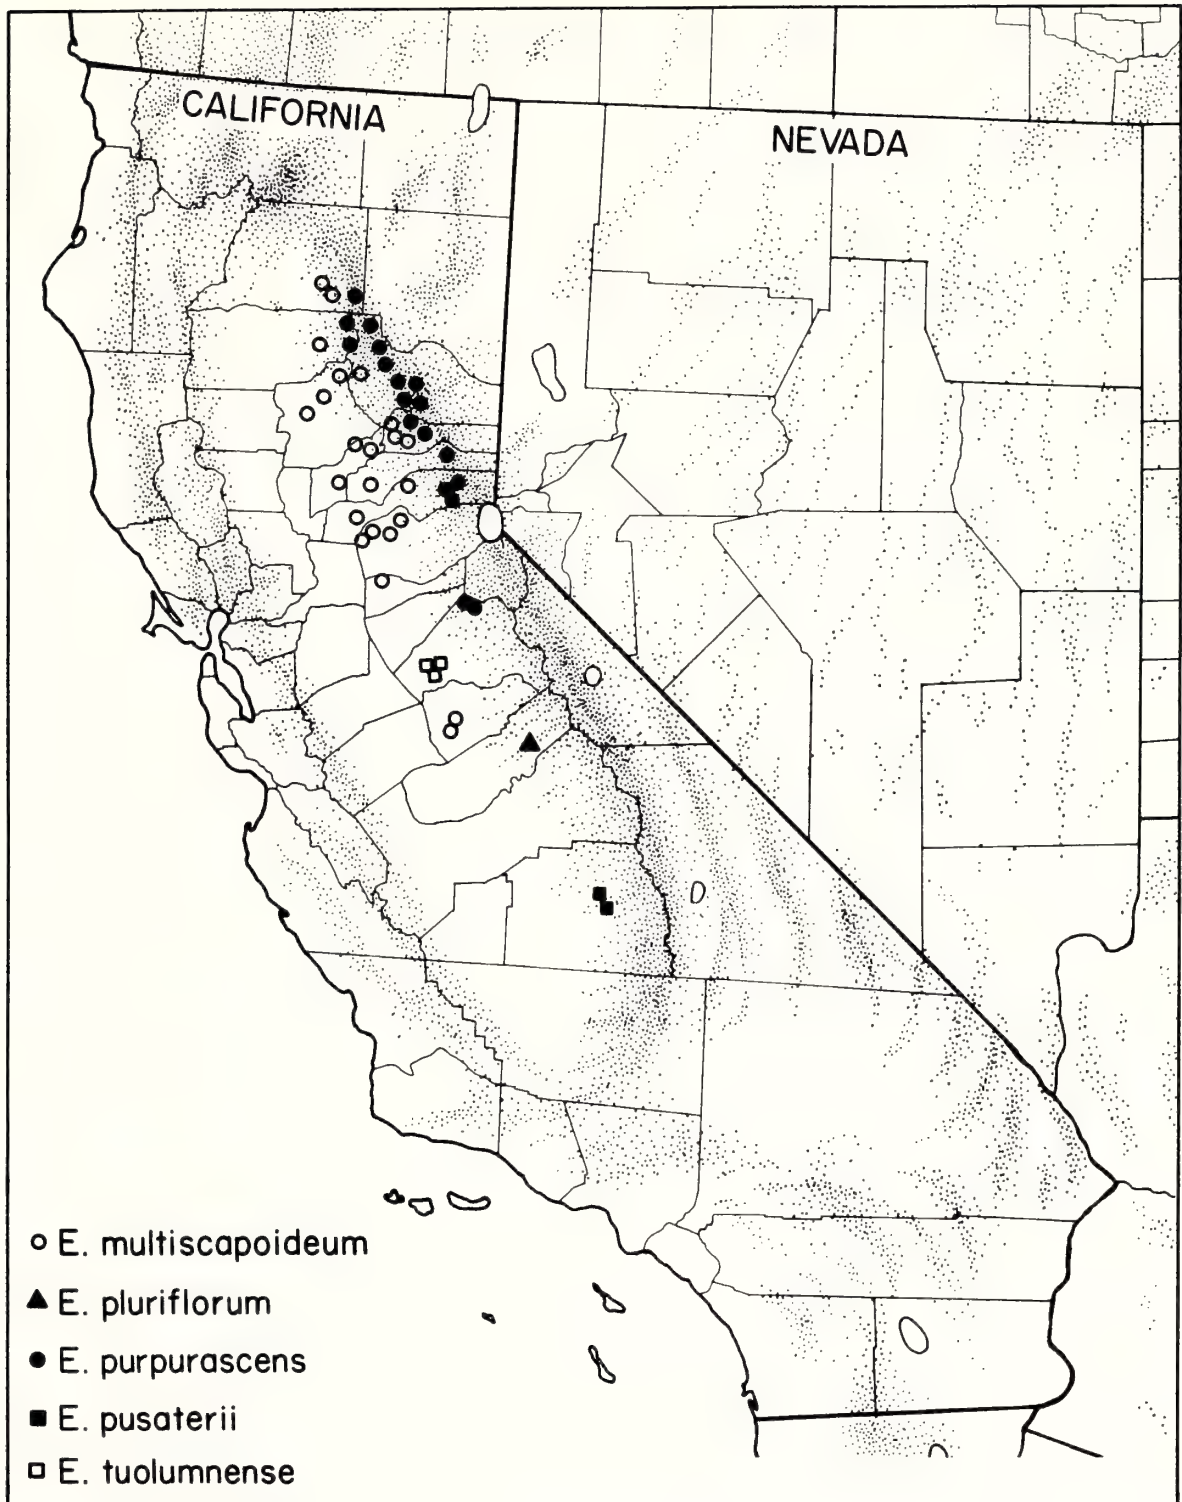 CALIFORNIA
NEVADA
E. multiscapoideum
E. pluriflorum
E. purpurascens
E. pusaterii
E. tuolumnense